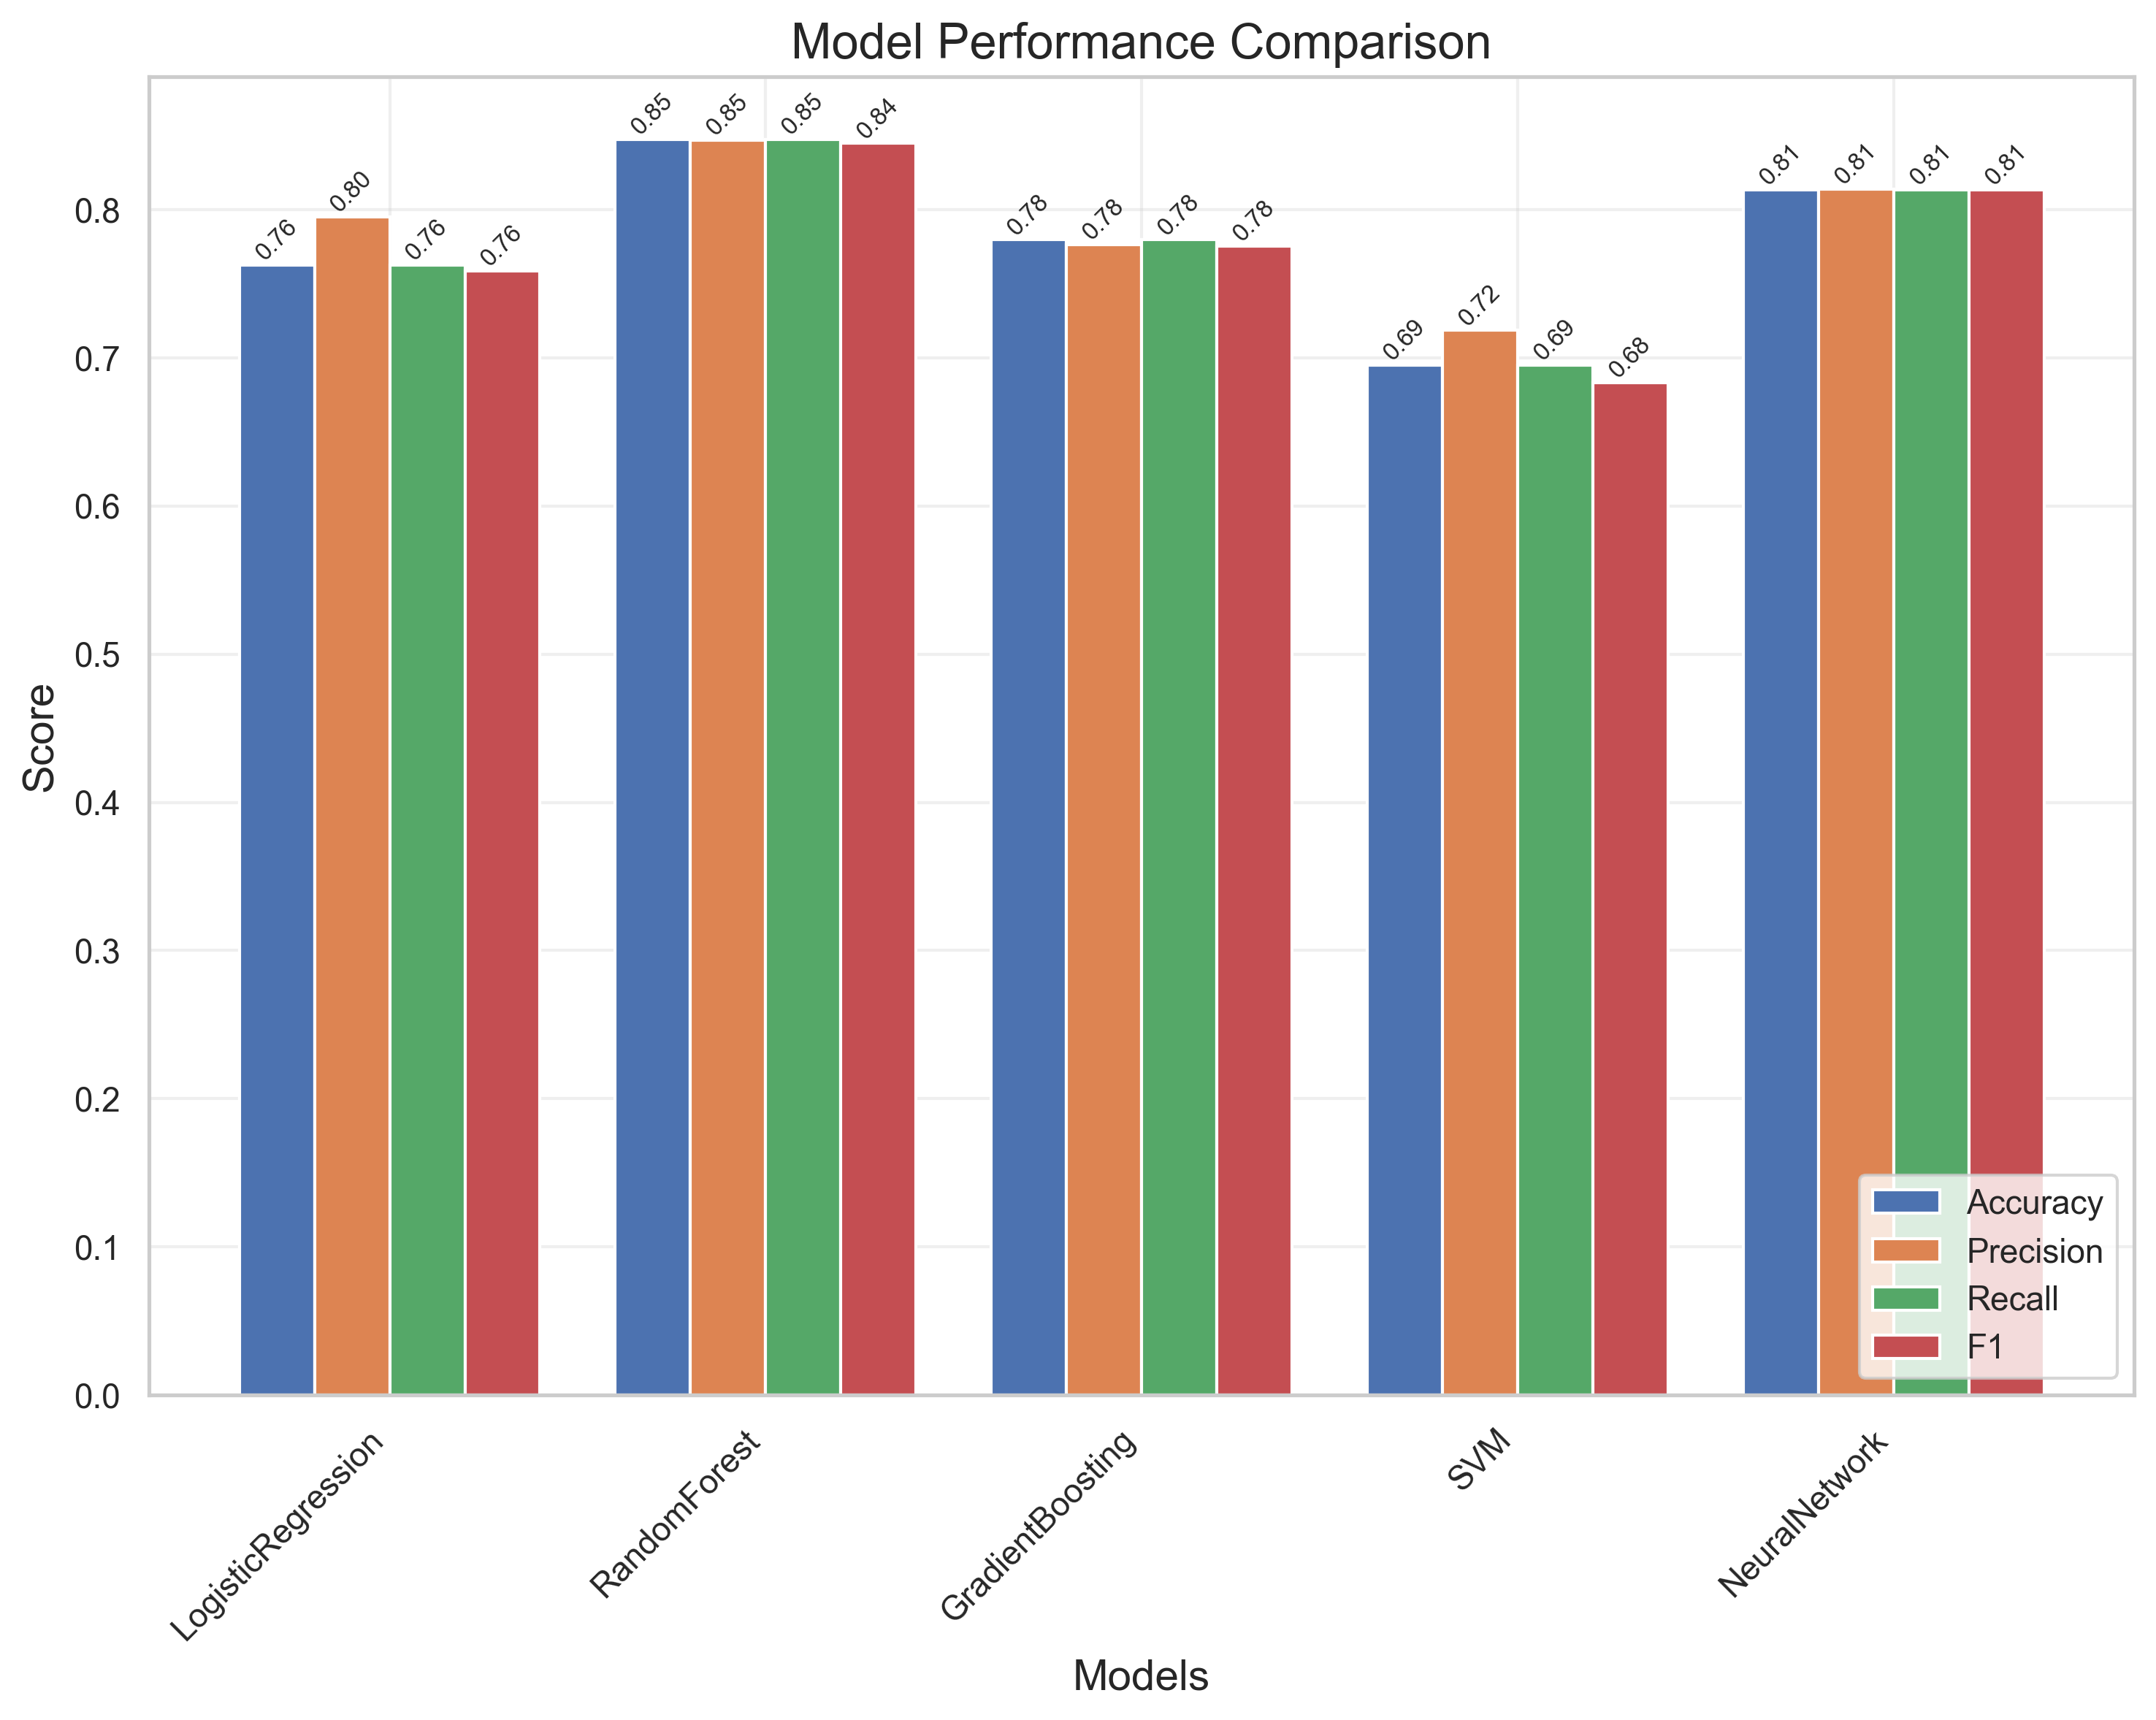 Model Performance Comparison
Score
0.8
0.7
0.6
0.5
0.4
0.3
0.2
0.1
0.0
0.76
0.80
0.76
0.76
0.85
0.85
0.85
0.84
0.78
0.78
0.78
0.78
0.69
0.72
0.69
0.68
0.81
0.81
0.81
0.81
Accuracy
Precision
Recall
F1
LogisticRegression
RandomForest
GradientBoosting
SVM
NeuralNetwork
Models